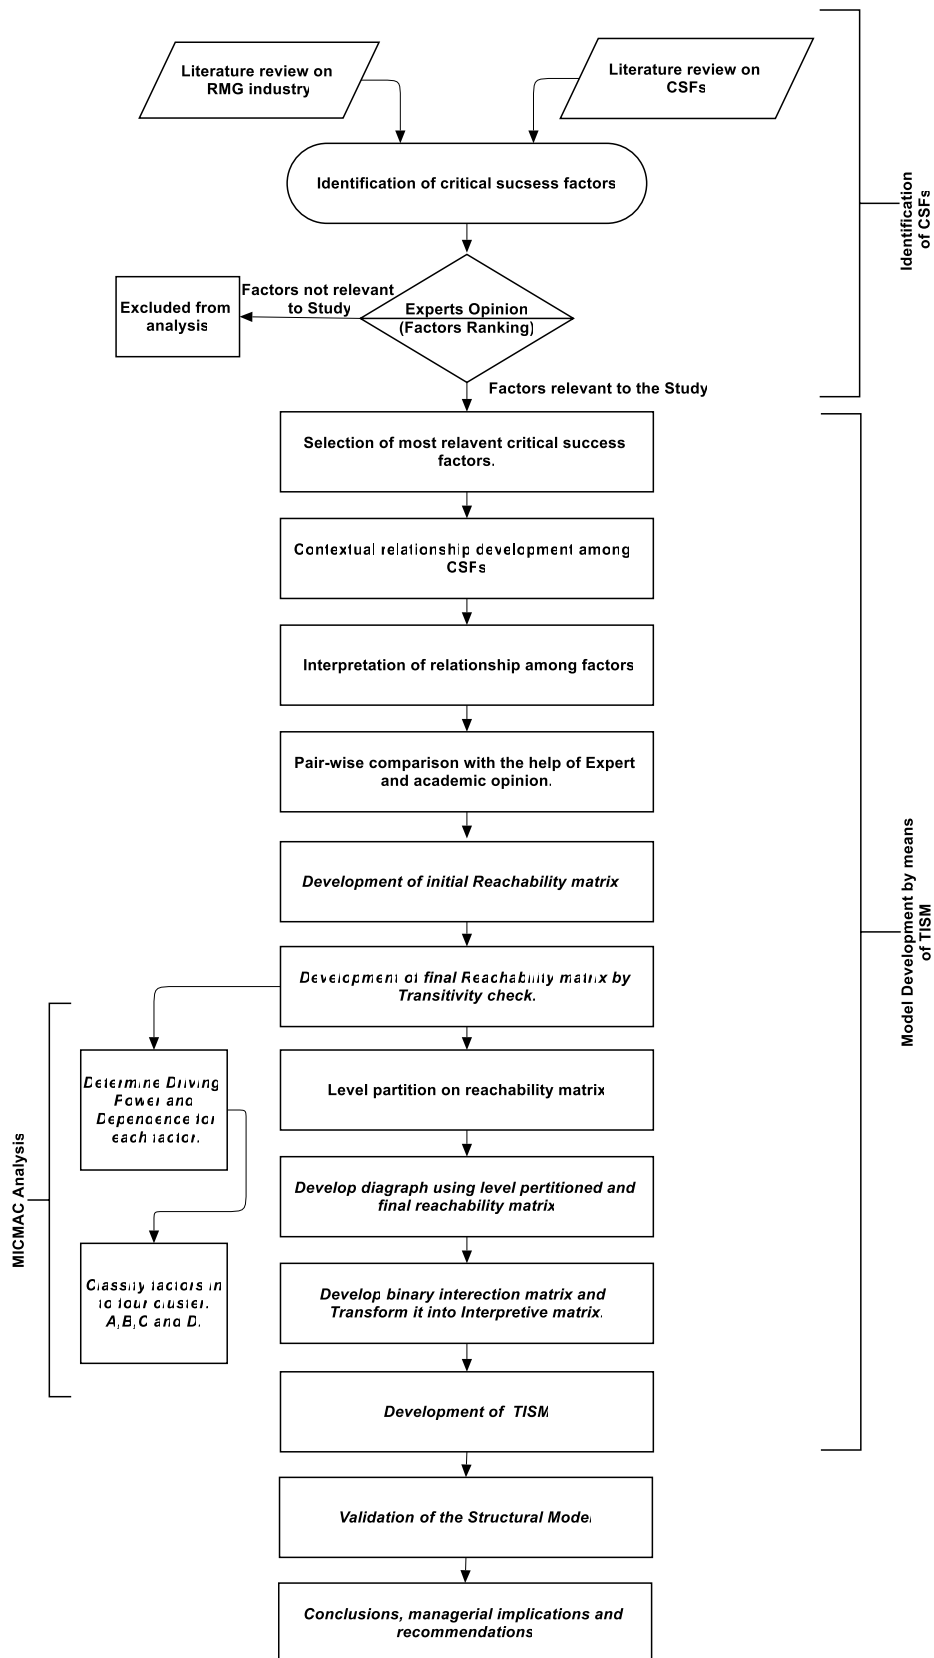 Literature review on
RMG industry
Literature review on
CSFs
Identification of critical sucsess factors
Identification
of CSFs
Factors not relevant
to Study
Excluded from
analysis
Experts Opinion
(Factors Ranking)
Factors relevant to the Study
Selection of most relavent critical success
factors.
Contextual relationship development among
CSFs
Interpretation of relationship among factors
Pair-wise comparison with the help of Expert
and academic opinion.
Model Development by means
of TISM
Development of initial Reachability matrix
Development of final Reachability matrix by
Transitivity check.
MICMAC Analysis
Determine Driving
Power and
Dependence for
each factor.
Level partition on reachability matrix
Develop diagraph using level pertitioned and
final reachability matrix
Classify factors in
to four cluster.
A,B,C and D.
Develop binary interection matrix and
Transform it into Interpretive matrix.
Development of TISM
Validation of the Structural Model
Conclusions, managerial implications and
recommendations